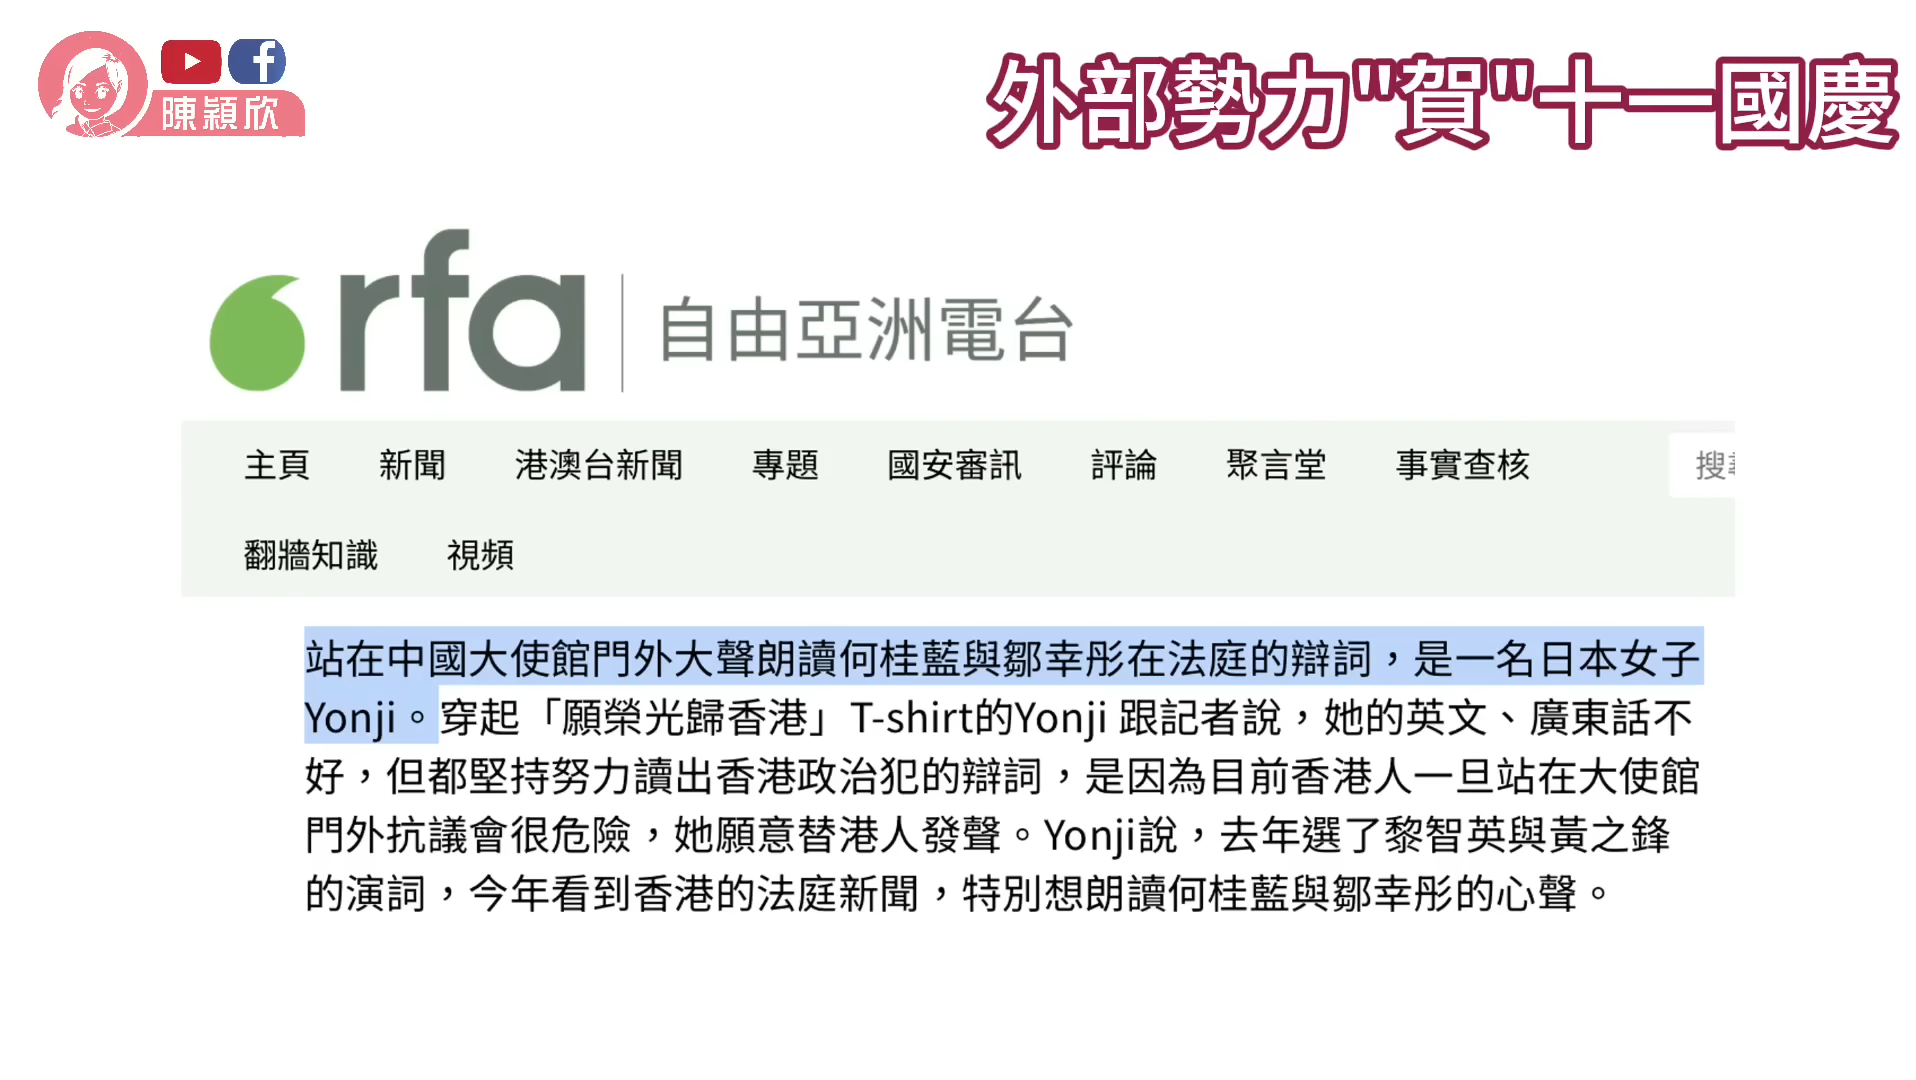 陳穎欣
外部勢力"賀"十一國慶
rfa 自由亞洲電台
主頁 新聞 港澳台新聞 專題 國安審訊 評論 聚言堂 事實查核 搜
翻牆知識 視頻
站在中國大使館門外大聲朗讀何桂藍與鄒幸彤在法庭的辯詞，是一名日本女子
Yonji。穿起「願榮光歸香港」T-shirt的Yonji 跟記者說，她的英文、廣東話不
好，但都堅持努力讀出香港政治犯的辯詞，是因為目前香港人一旦站在大使館
門外抗議會很危險，她願意替港人發聲。Yonji說，去年選了黎智英與黃之鋒
的演詞，今年看到香港的法庭新聞，特別想朗讀何桂藍與鄒幸彤的心聲。